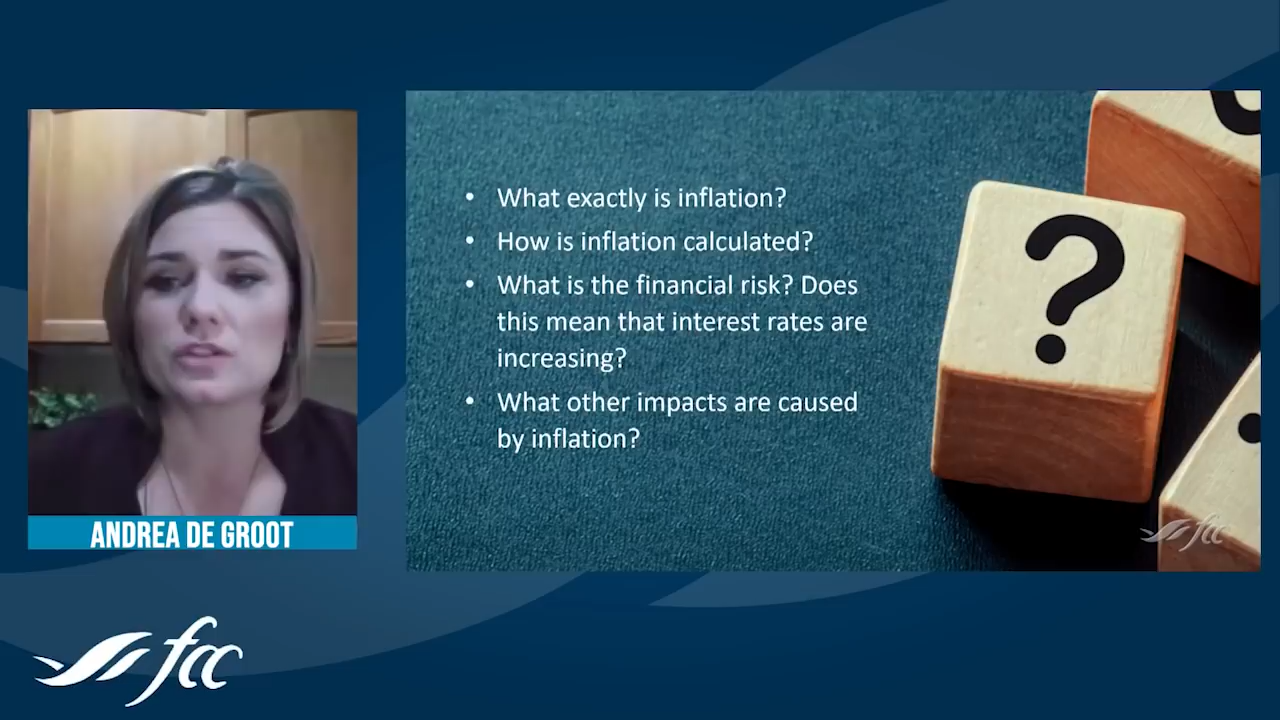 • What exactly is inflation?
• How is inflation calculated?
• What is the financial risk? Does
this mean that interest rates are
increasing?
• What other impacts are caused
by inflation?
?
fcc
ANDREA DE GROOT
fcc